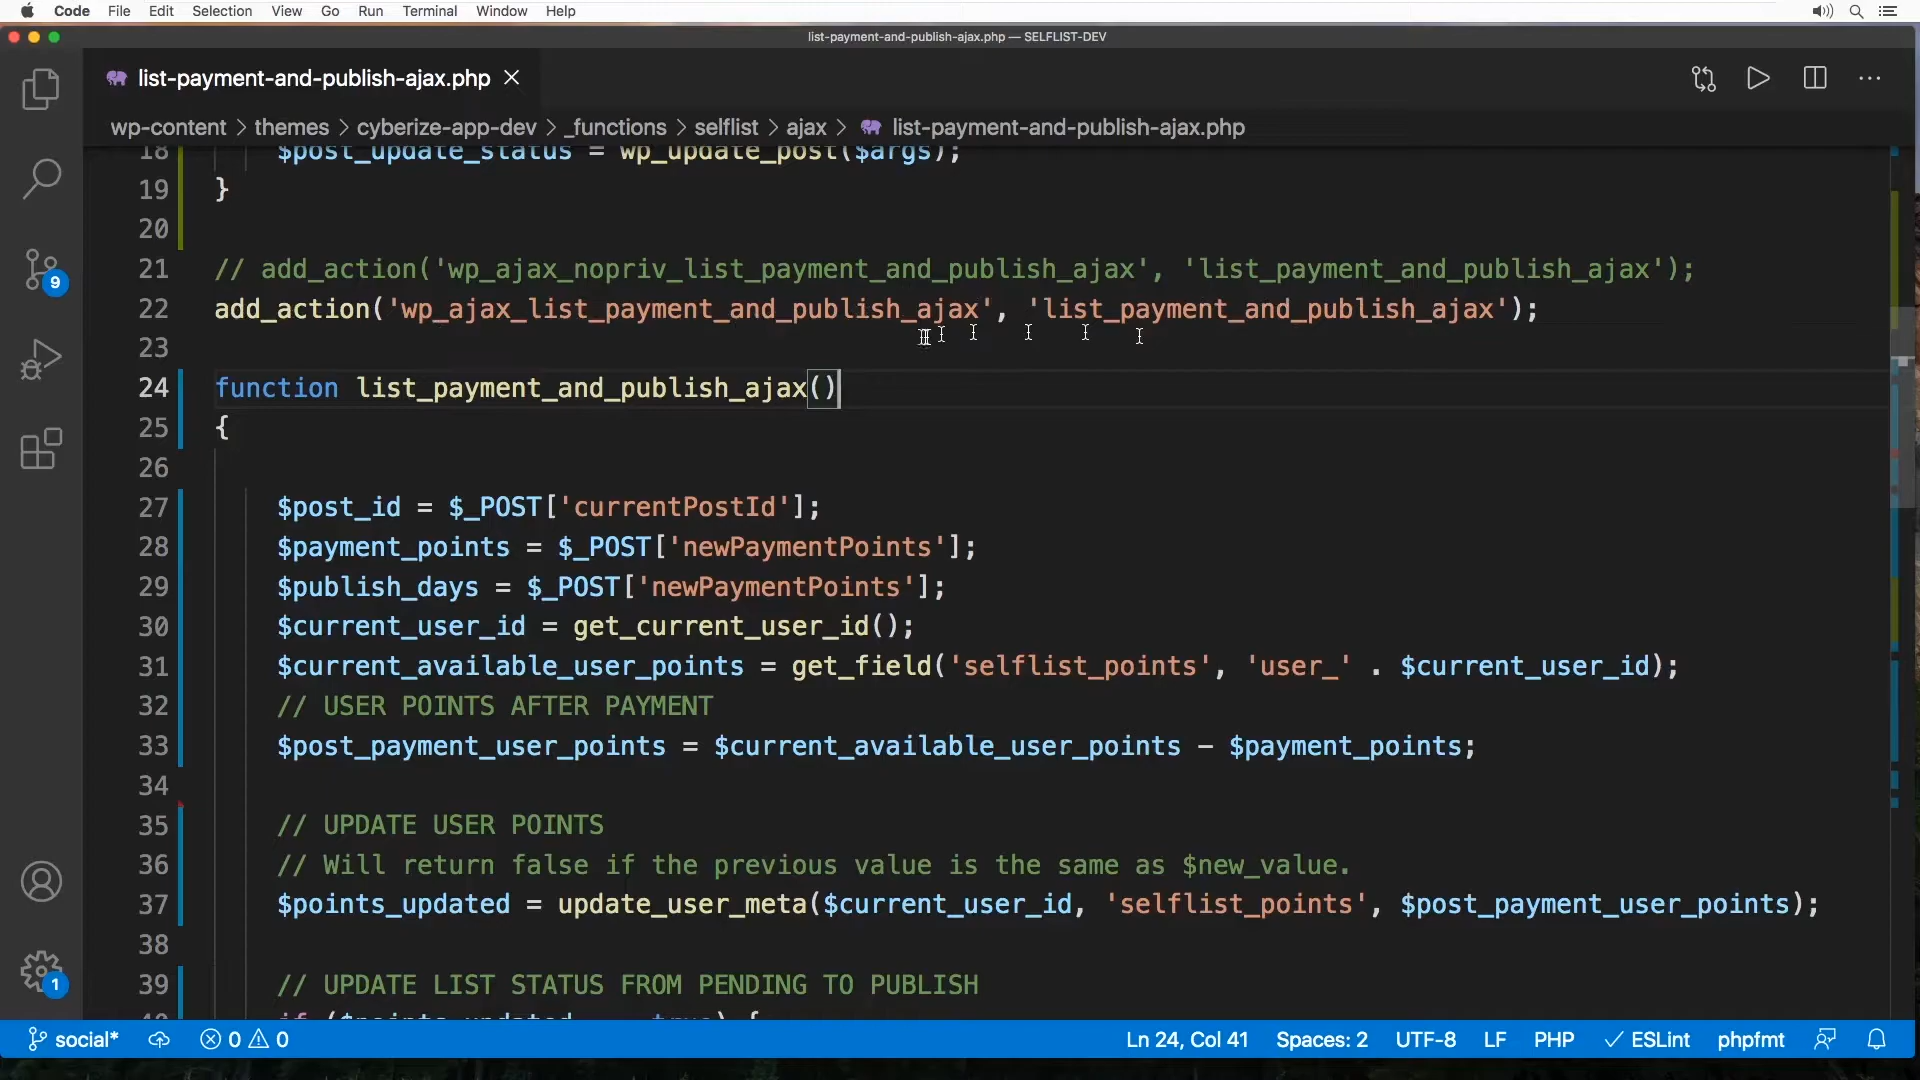 Code File Edit Selection View Go Run Terminal Window Help
list-payment-and-publish-ajax.php — SELFLIST-DEV
list-payment-and-publish-ajax.php
wp-content > themes > cyberize-app-dev > _functions > selflist > ajax > list-payment-and-publish-ajax.php
18 $post_update_status = wp_update_post($args);
19 }
20
21 // add_action('wp_ajax_nopriv_list_payment_and_publish_ajax', 'list_payment_and_publish_ajax');
22 add_action('wp_ajax_list_payment_and_publish_ajax', 'list_payment_and_publish_ajax');
23
24 function list_payment_and_publish_ajax()
25 {
26
27 $post_id = $_POST['currentPostId'];
28 $payment_points = $_POST['newPaymentPoints'];
29 $publish_days = $_POST['newPaymentPoints'];
30 $current_user_id = get_current_user_id();
31 $current_available_user_points = get_field('selflist_points', 'user_' . $current_user_id);
32 // USER POINTS AFTER PAYMENT
33 $post_payment_user_points = $current_available_user_points - $payment_points;
34
35 // UPDATE USER POINTS
36 // Will return false if the previous value is the same as $new_value.
37 $points_updated = update_user_meta($current_user_id, 'selflist_points', $post_payment_user_points);
38
39 // UPDATE LIST STATUS FROM PENDING TO PUBLISH
9
1
social* 0 0 Ln 24, Col 41 Spaces: 2 UTF-8 LF PHP ESLint phpfmt